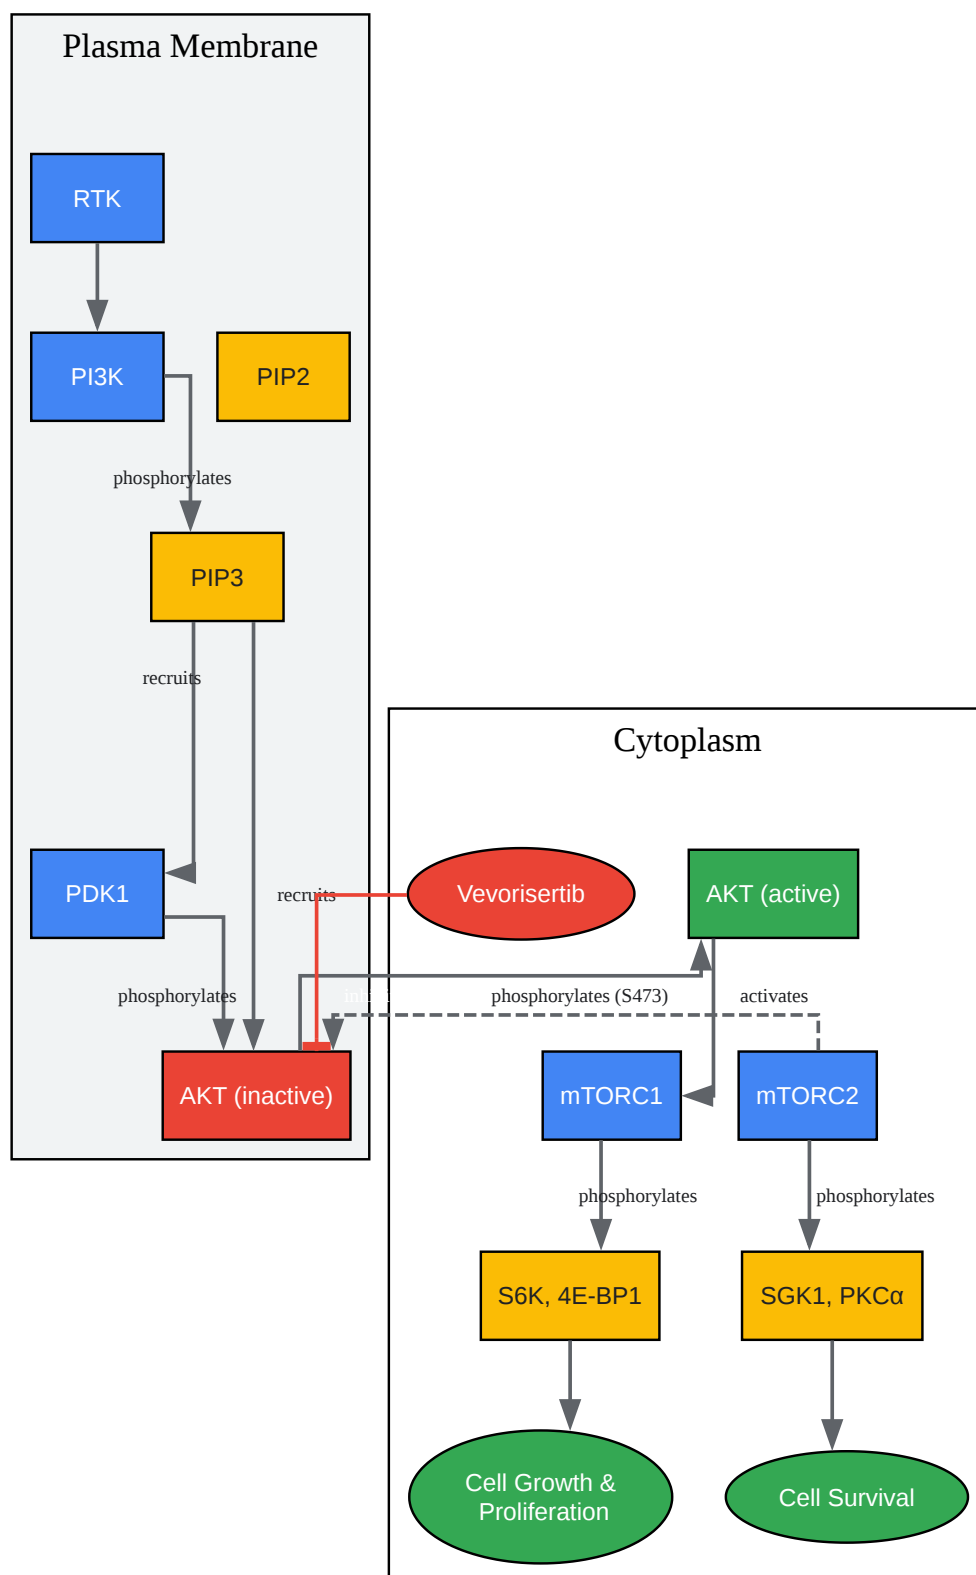 Plasma Membrane
RTK
PI3K
PIP2
phosphorylates
PIP3
recruits
Cytoplasm
PDK1
recruits
Vevorisertib
AKT (active)
phosphorylates
phosphorylates (S473)
activates
AKT (inactive)
mTORC1
mTORC2
phosphorylates
phosphorylates
S6K, 4E-BP1
SGK1, PKCα
Cell Growth &
Proliferation
Cell Survival